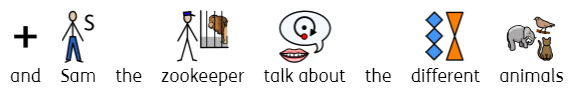 S
and Sam the zookeeper talk about the different animals